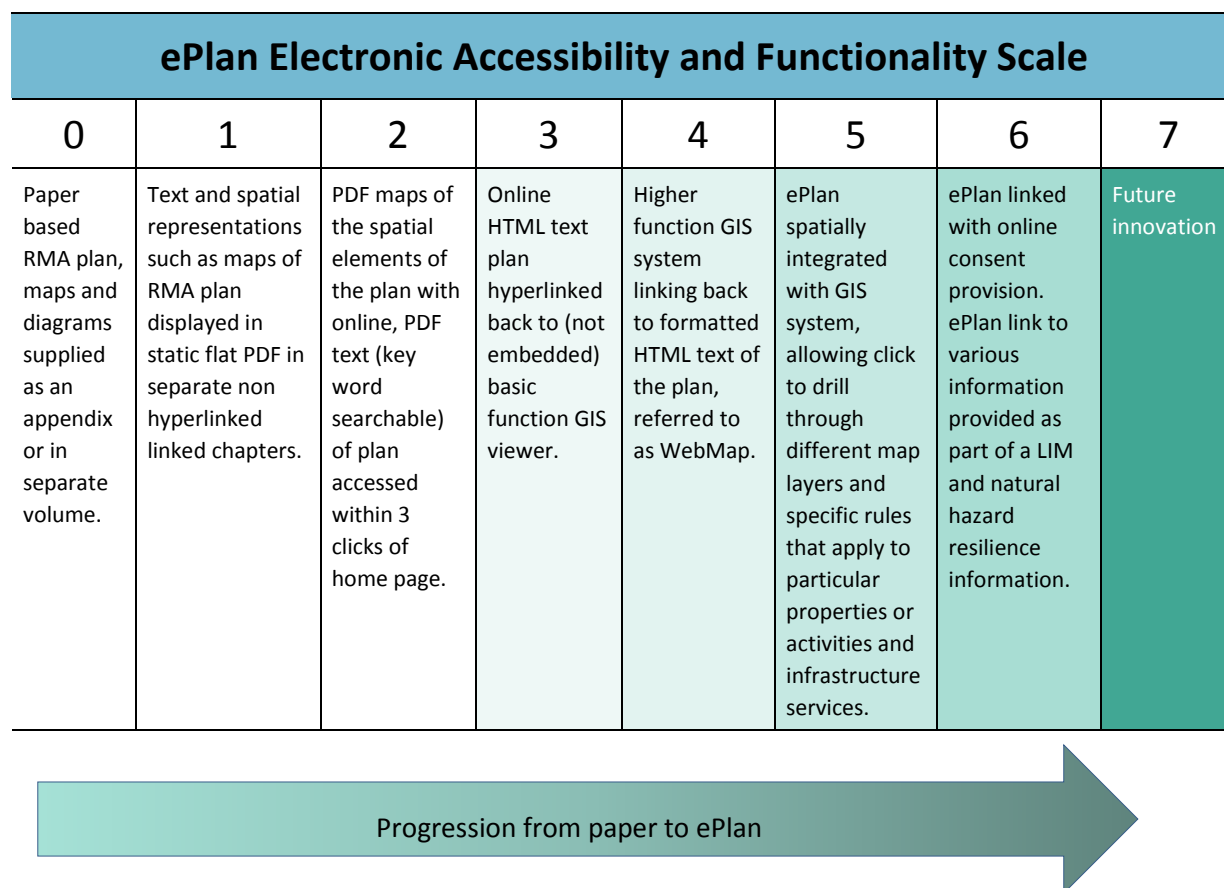 ePlan Electronic Accessibility and Functionality Scale
0
1
2
3
4
5
6
7
Paper
based
RMA plan,
maps and
diagrams
supplied
as an
appendix
or in
separate
volume.
Text and spatial
representations
such as maps of
RMA plan
displayed in
static flat PDF in
separate non
hyperlinked
linked chapters.
PDF maps of
the spatial
elements of
the plan with
online, PDF
text (key
word
searchable)
of plan
accessed
within 3
clicks of
home page.
Online
HTML text
plan
hyperlinked
back to (not
embedded)
basic
function GIS
viewer.
Higher
function GIS
system
linking back
to formatted
HTML text of
the plan,
referred to
as WebMap.
ePlan
spatially
integrated
with GIS
system,
allowing click
to drill
through
different map
layers and
specific rules
that apply to
particular
properties or
activities and
infrastructure
services.
ePlan linked
with online
consent
provision.
ePlan link to
various
information
provided as
part of a LIM
and natural
hazard
resilience
information.
Future
innovation
Progression from paper to ePlan